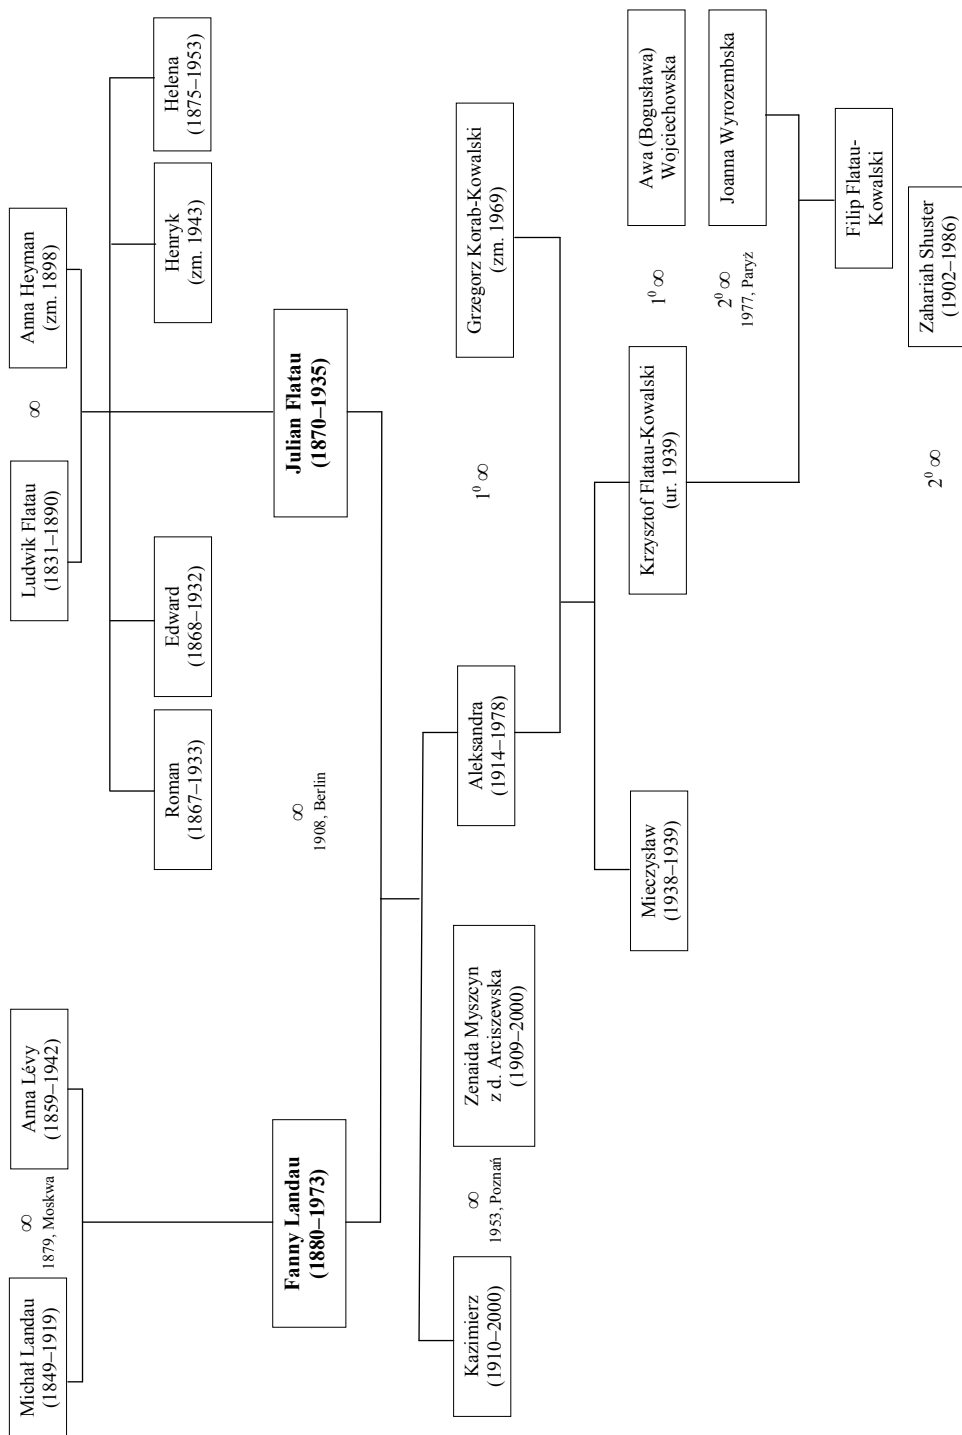 Michał Landau
(1849–1919)
∞
1879, Moskwa
Anna Lévy
(1859–1942)
Ludwik Flatau
(1831–1890)
∞
Anna Heyman
(zm. 1898)
Roman
(1867–1933)
Edward
(1868–1932)
Henryk
(zm. 1943)
Helena
(1875–1953)
Fanny Landau
(1880–1973)
∞
1908, Berlin
Julian Flatau
(1870–1935)
Kazimierz
(1910–2000)
∞
1953, Poznań
Zenaida Myszcyn
z d. Arciszewska
(1909–2000)
Aleksandra
(1914–1978)
1⁰ ∞
Grzegorz Korab-Kowalski
(zm. 1969)
Mieczysław
(1938–1939)
Krzysztof Flatau-Kowalski
(ur. 1939)
1⁰ ∞
Awa (Bogusława)
Wojciechowska
2⁰ ∞
1977, Paryż
Joanna Wyrozembska
Filip Flatau-
Kowalski
2⁰ ∞
Zahariah Shuster
(1902–1986)